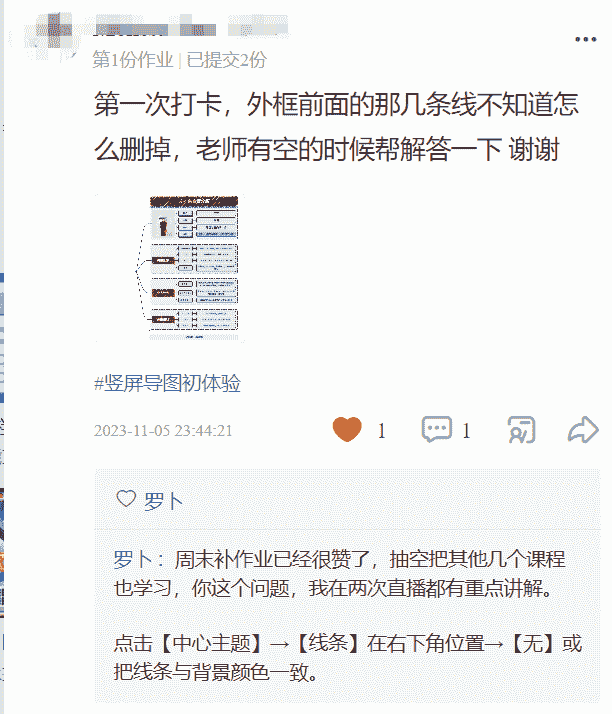 第1份作业 | 已提交2份
第一次打卡，外框前面的那几条线不知道怎
么删掉，老师有空的时候帮解答一下 谢谢
#竖屏导图初体验
2023-11-05 23:44:21
1
1
罗卜
罗卜：周末补作业已经很赞了，抽空把其他几个课程
也学习，你这个问题，我在两次直播都有重点讲解。
点击【中心主题】→【线条】在右下角位置→【无】或
把线条与背景颜色一致。